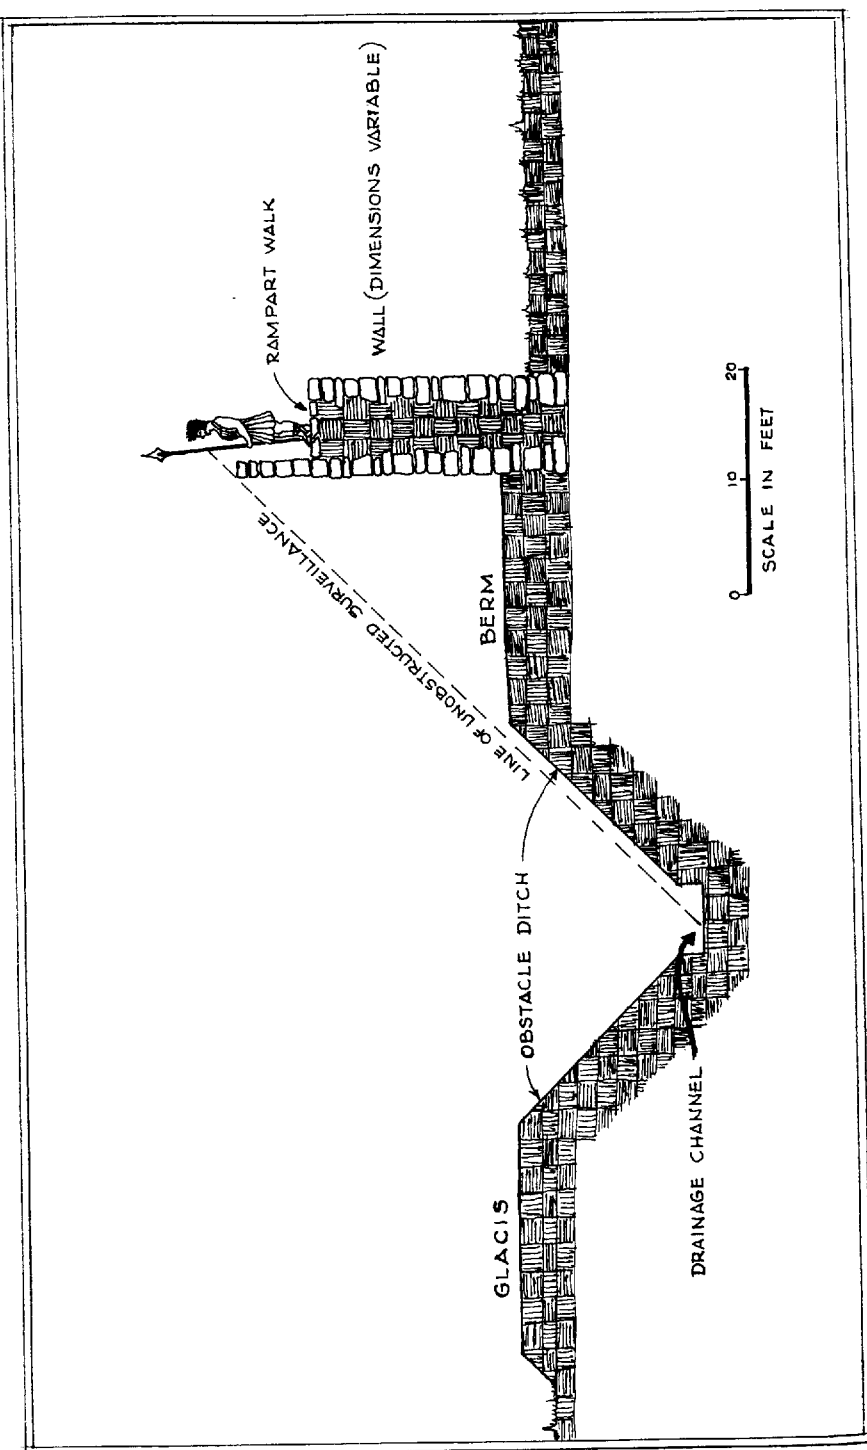 RAMPART WALK
WALL (DIMENSIONS VARIABLE)
LINE OF UNOBSTRUCTED SURVEILLANCE
BERM
GLACIS
OBSTACLE DITCH
DRAINAGE CHANNEL
0 10 20
SCALE IN FEET